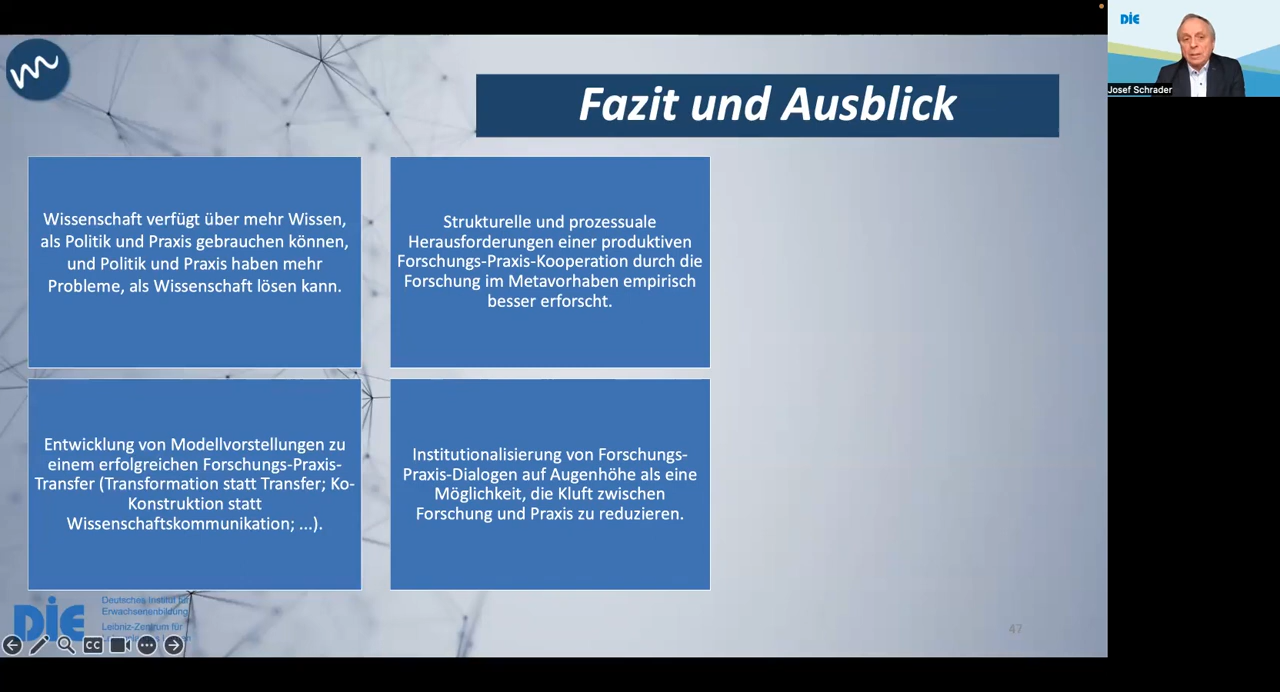 DIE
Josef Schrader
Fazit und Ausblick
Wissenschaft verfügt über mehr Wissen,
als Politik und Praxis gebrauchen können,
und Politik und Praxis haben mehr
Probleme, als Wissenschaft lösen kann.
Strukturelle und prozessuale
Herausforderungen einer produktiven
Forschungs-Praxis-Kooperation durch die
Forschung im Metavorhaben empirisch
besser erforscht.
Entwicklung von Modellvorstellungen zu
einem erfolgreichen Forschungs-Praxis-
Transfer (Transformation statt Transfer; Ko-
Konstruktion statt
Wissenschaftskommunikation; ...).
Institutionalisierung von Forschungs-
Praxis-Dialogen auf Augenhöhe als eine
Möglichkeit, die Kluft zwischen
Forschung und Praxis zu reduzieren.
DIE
Deutsches Institut für
Erwachsenenbildung
Leibniz-Zentrum für
CC
47